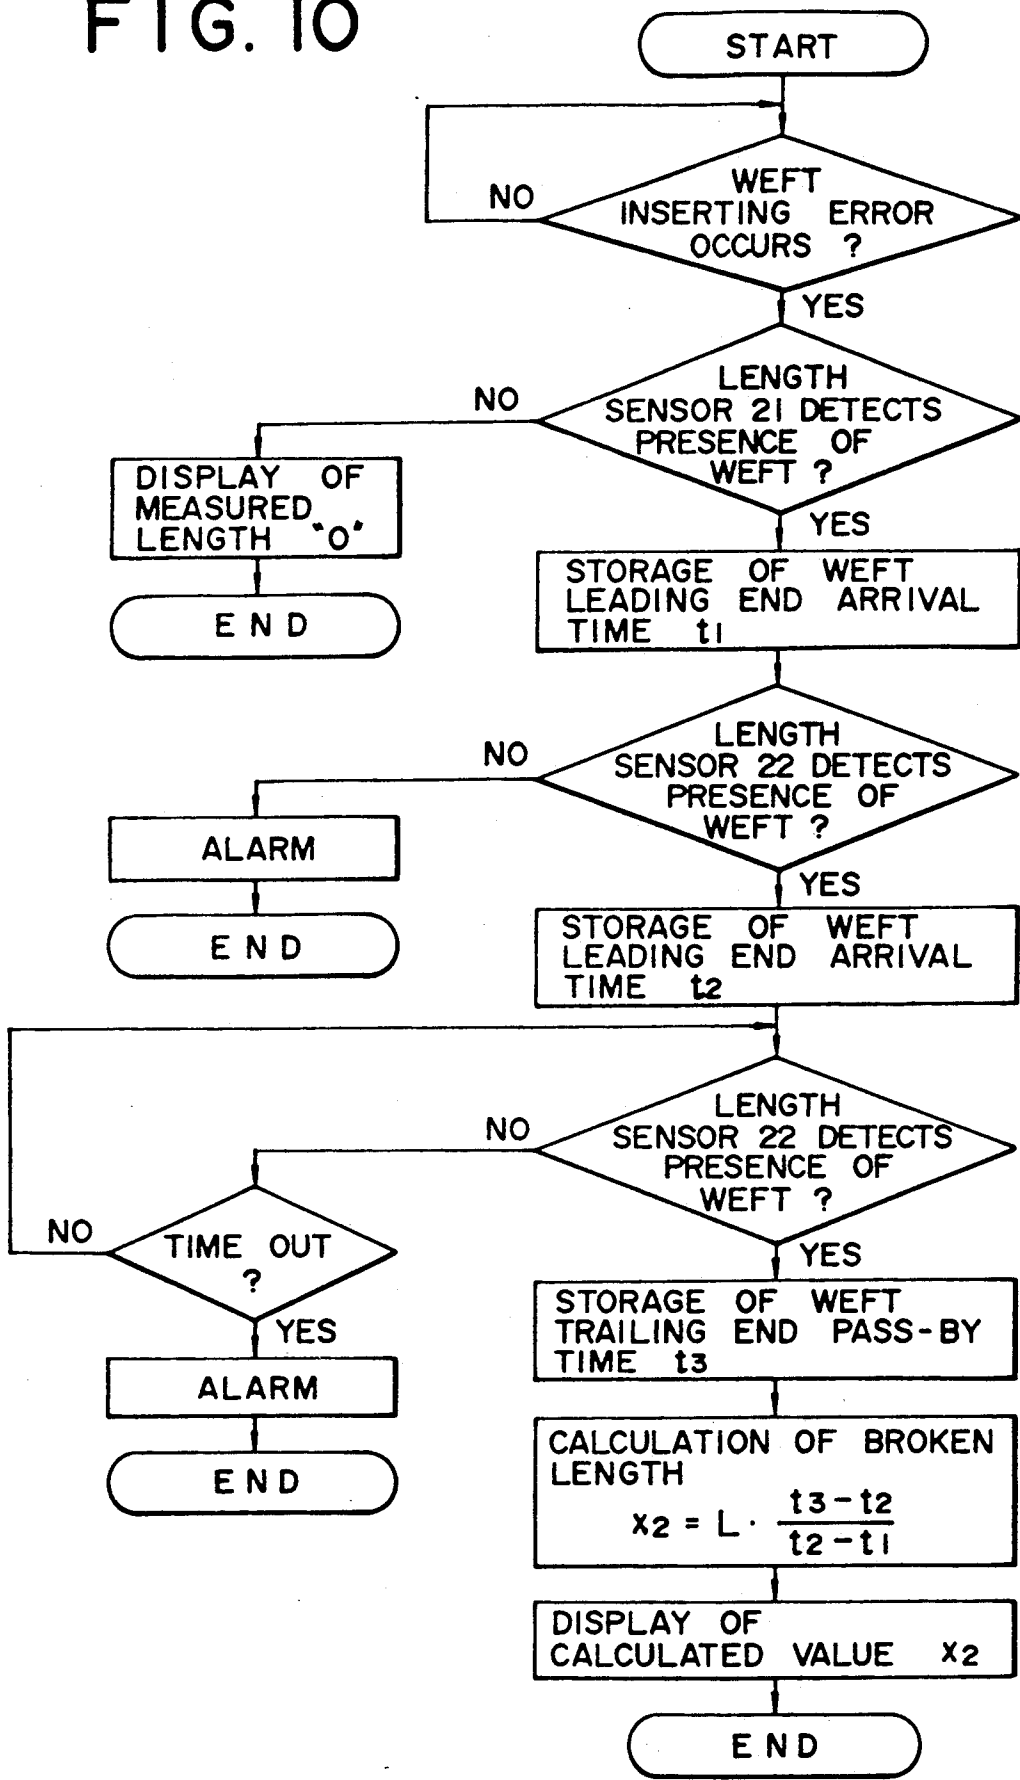 FIG. 10
START
WEFT
INSERTING ERROR
OCCURS ?
NO
YES
LENGTH
SENSOR 21 DETECTS
PRESENCE OF
WEFT ?
NO
DISPLAY OF
MEASURED
LENGTH "0"
END
YES
STORAGE OF WEFT
LEADING END ARRIVAL
TIME t1
LENGTH
SENSOR 22 DETECTS
PRESENCE OF
WEFT ?
NO
ALARM
END
YES
STORAGE OF WEFT
LEADING END ARRIVAL
TIME t2
LENGTH
SENSOR 22 DETECTS
PRESENCE OF
WEFT ?
NO
TIME OUT
?
NO
YES
ALARM
END
YES
STORAGE OF WEFT
TRAILING END PASS-BY
TIME t3
CALCULATION OF BROKEN
LENGTH
x2 = L · (t3-t2)/(t2-t1)
DISPLAY OF
CALCULATED VALUE x2
END